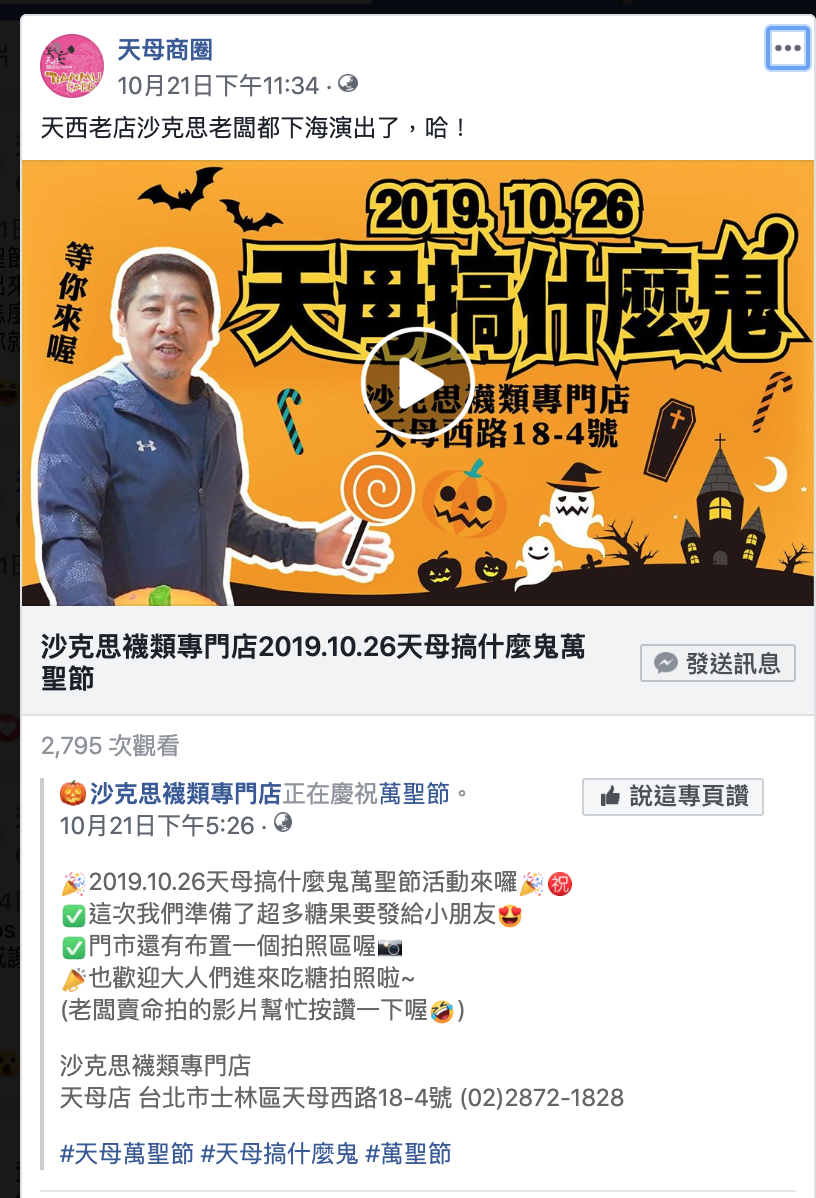 天母商圈
10月21日下午11:34 ·
天西老店沙克思老闆都下海演出了，哈！
2019. 10. 26
天母搞什麼鬼
等你來喔
沙克思襪類專門店
天母西路18-4號
沙克思襪類專門店2019.10.26天母搞什麼鬼萬
聖節
發送訊息
2,795 次觀看
🎃沙克思襪類專門店正在慶祝萬聖節。
說這專頁讚
10月21日下午5:26 ·
🎉2019.10.26天母搞什麼鬼萬聖節活動來囉🎉㊗️
✅這次我們準備了超多糖果要發給小朋友😍
✅門市還有布置一個拍照區喔📷
📣也歡迎大人們進來吃糖拍照啦~
(老闆賣命拍的影片幫忙按讚一下喔🤣)
沙克思襪類專門店
天母店 台北市士林區天母西路18-4號 (02)2872-1828
#天母萬聖節 #天母搞什麼鬼 #萬聖節